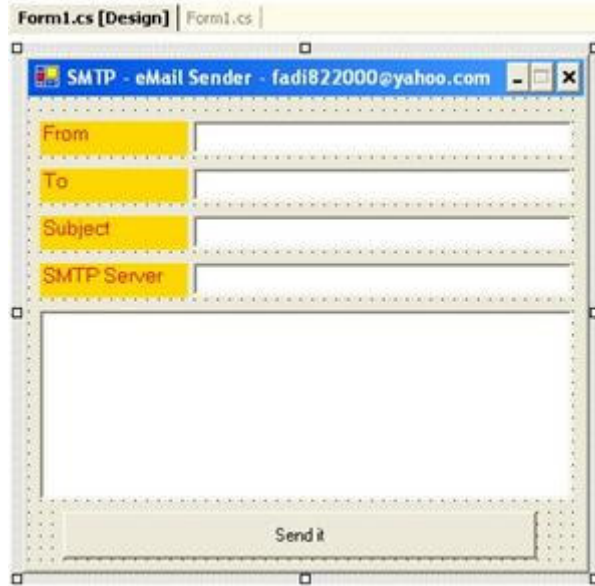 Form1.cs [Design] Form1.cs
SMTP - eMail Sender - fadi822000@yahoo.com
From
To
Subject
SMTP Server
Send it